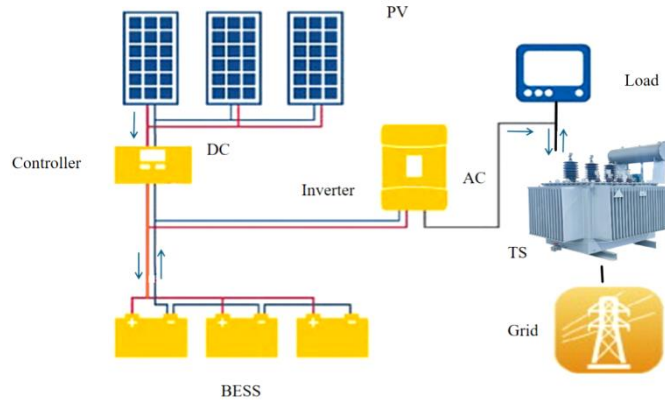 PV
Load
Controller
DC
Inverter
AC
TS
Grid
BESS